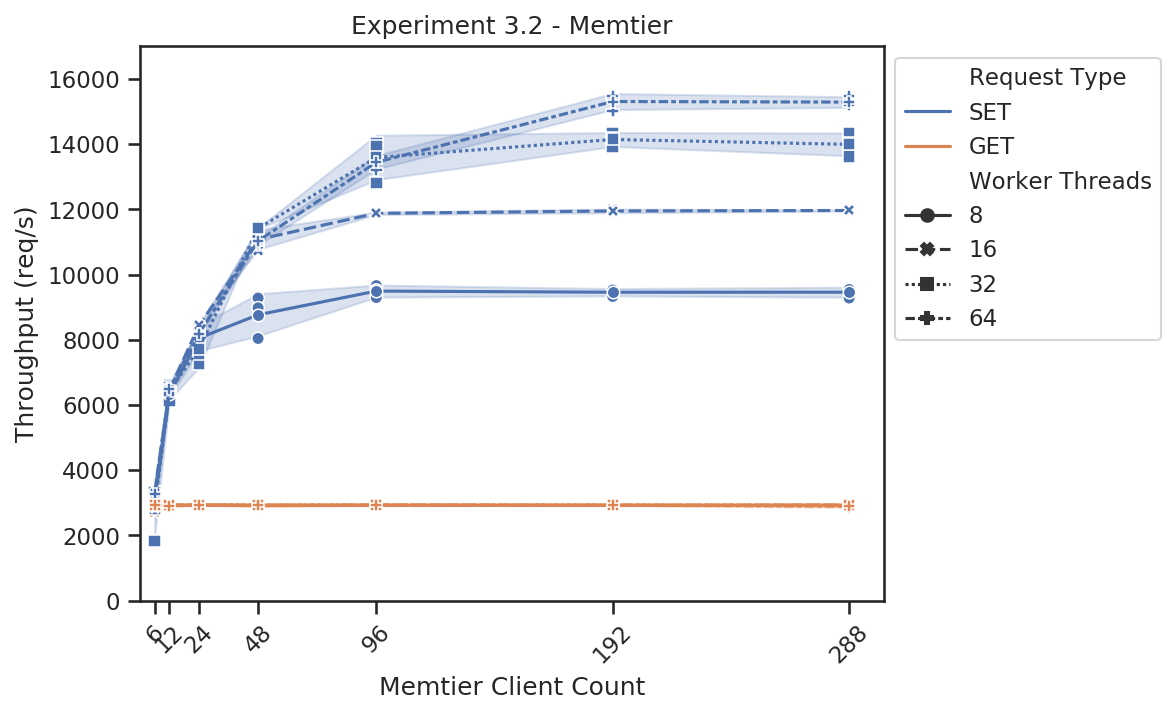 Experiment 3.2 - Memtier
Throughput (req/s)
16000
14000
12000
10000
8000
6000
4000
2000
0
6
12
24
48
96
192
288
Memtier Client Count
Request Type
SET
GET
Worker Threads
8
16
32
64